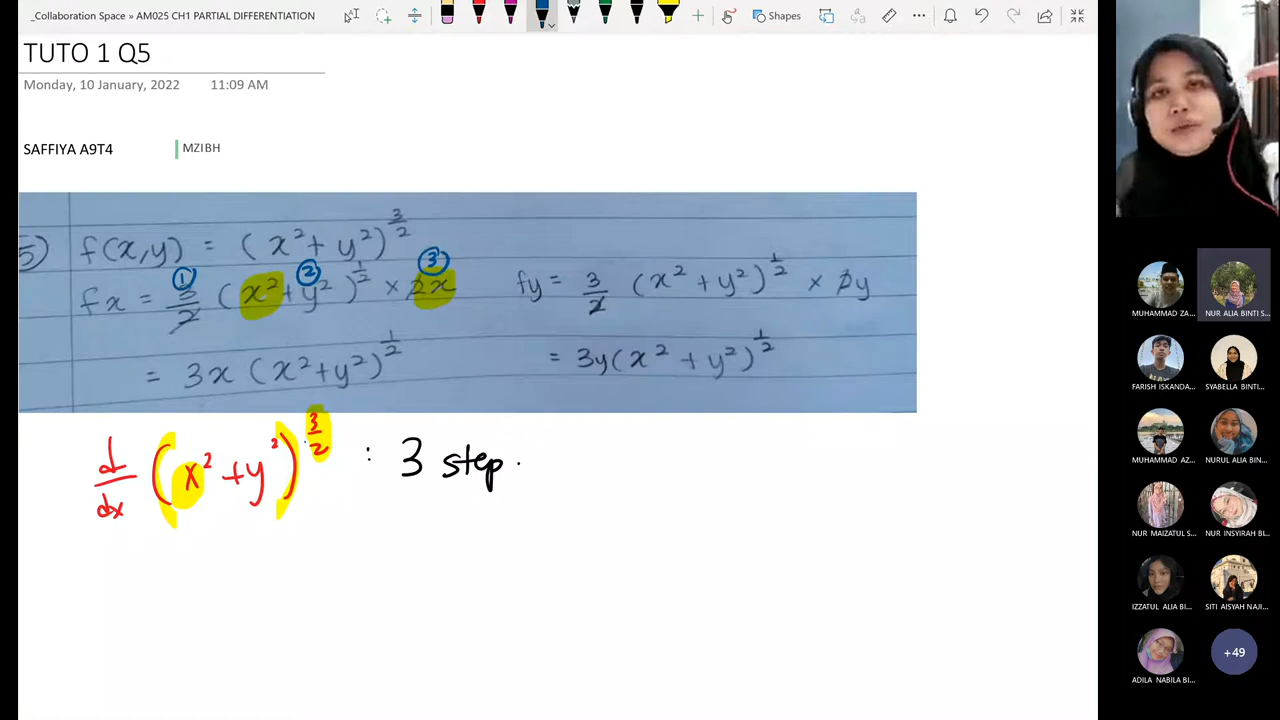 _Collaboration Space » AM025 CH1 PARTIAL DIFFERENTIATION
Shapes
TUTO 1 Q5
Monday, 10 January, 2022 11:09 AM
SAFFIYA A9T4 MZIBH
5) f(x,y) = (x² + y²)^{3/2}
① ② ③
fx = 3/2 (x² + y²)^{1/2} × 2x fy = 3/2 (x² + y²)^{1/2} × 2y
= 3x (x² + y²)^{1/2} = 3y(x² + y²)^{1/2}
d/dx (x² + y²)^{3/2} : 3 step.
MUHAMMAD ZA... NUR ALIA BINTI S...
FARISH ISKANDA... SYABELLA BINTI...
MUHAMMAD AZ... NURUL ALIA BIN...
NUR MAIZATUL S... NUR INSYIRAH BI...
IZZATUL ALIA BI... SITI AISYAH NAJI...
ADILA NABILA BI... +49